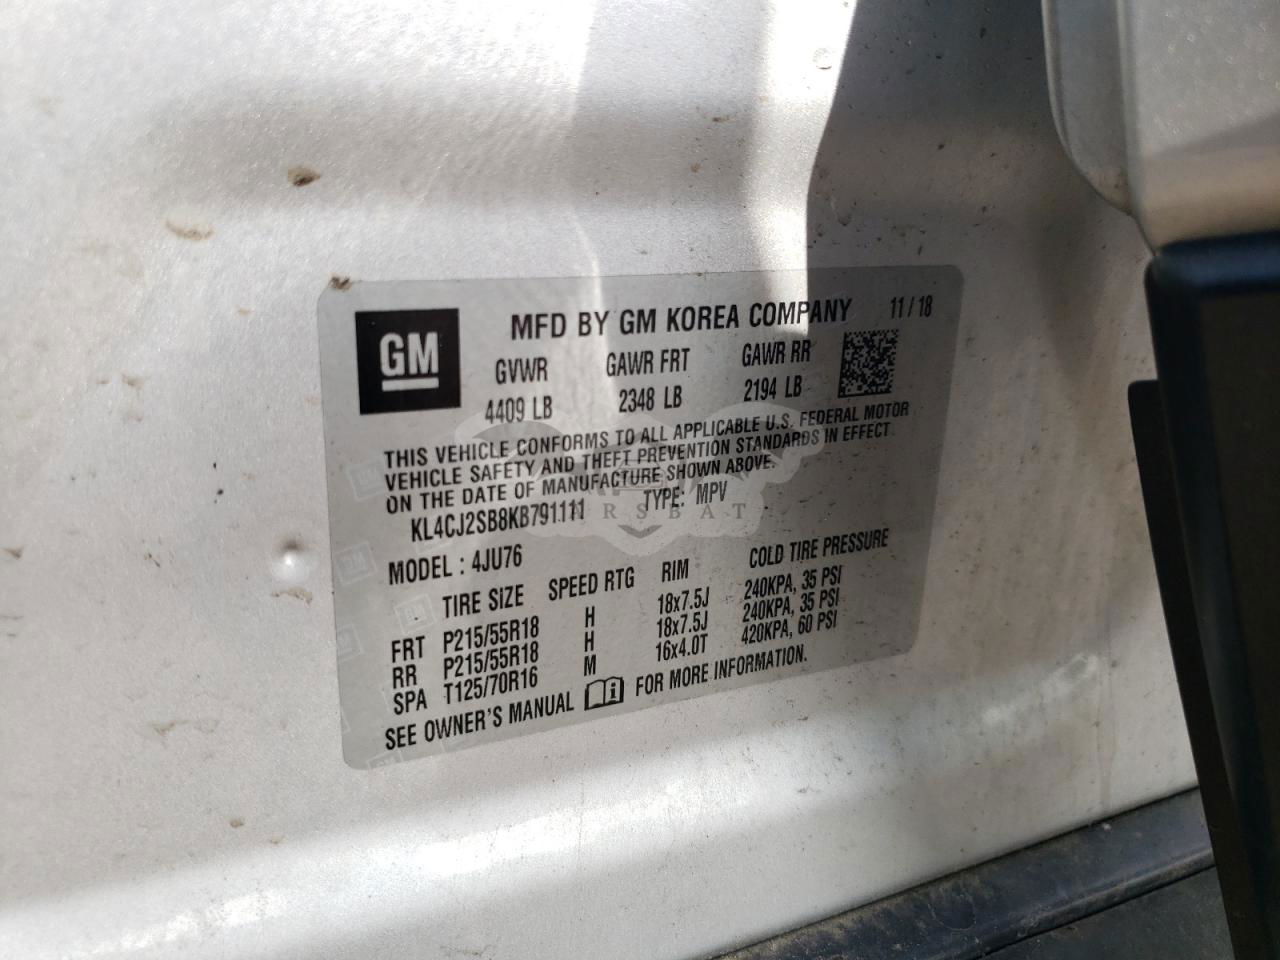 GM
MFD BY GM KOREA COMPANY 11/18
GVWR GAWR FRT GAWR RR
4409 LB 2348 LB 2194 LB
THIS VEHICLE CONFORMS TO ALL APPLICABLE U.S. FEDERAL MOTOR
VEHICLE SAFETY AND THEFT PREVENTION STANDARDS IN EFFECT
ON THE DATE OF MANUFACTURE SHOWN ABOVE.
KL4CJ2SB8KB791111 TYPE: MPV
MODEL : 4JU76
TIRE SIZE SPEED RTG RIM COLD TIRE PRESSURE
FRT P215/55R18 H 18x7.5J 240KPA, 35 PSI
RR P215/55R18 H 18x7.5J 240KPA, 35 PSI
SPA T125/70R16 M 16x4.0T 420KPA, 60 PSI
SEE OWNER'S MANUAL FOR MORE INFORMATION.